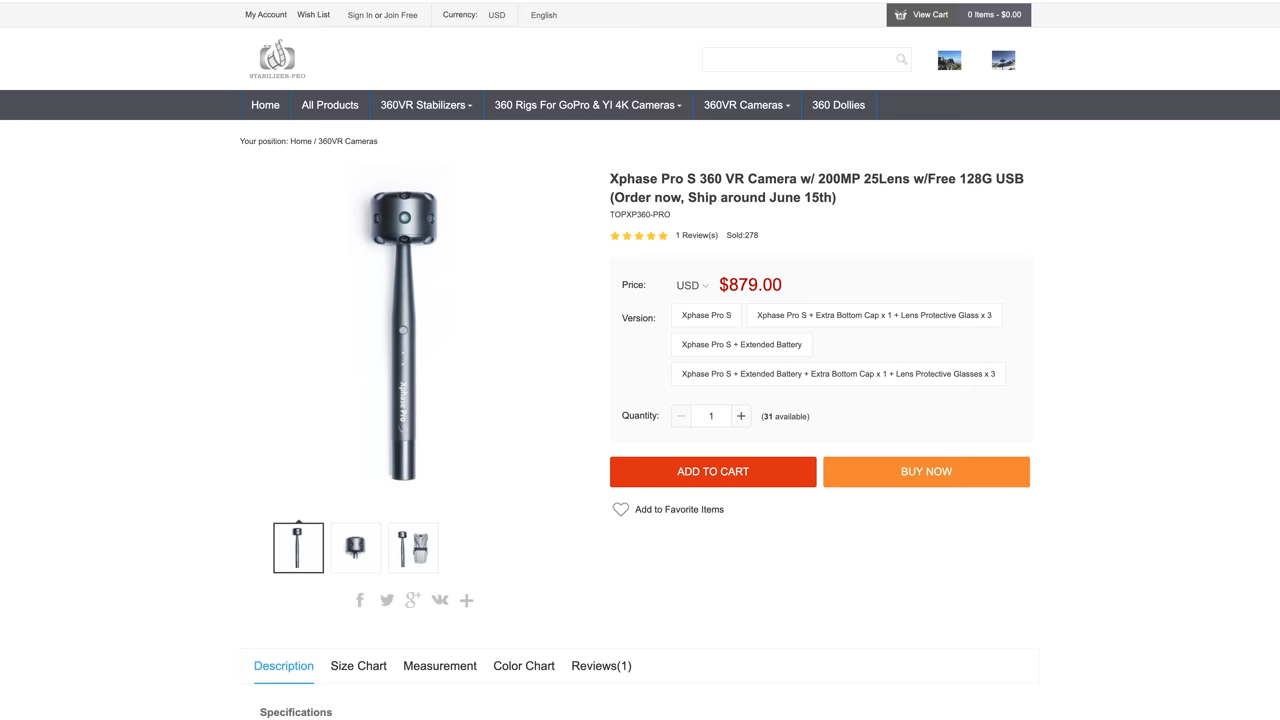 My Account Wish List Sign In or Join Free Currency: USD English View Cart 0 Items - $0.00
STABILIZER-PRO
Home All Products 360VR Stabilizers 360 Rigs For GoPro & YI 4K Cameras 360VR Cameras 360 Dollies
Your position: Home / 360VR Cameras
Xphase Pro S 360 VR Camera w/ 200MP 25Lens w/Free 128G USB
(Order now, Ship around June 15th)
TOPXP360-PRO
1 Review(s) Sold:278
Price: USD $879.00
Version: Xphase Pro S Xphase Pro S + Extra Bottom Cap x 1 + Lens Protective Glass x 3
Xphase Pro S + Extended Battery
Xphase Pro S + Extended Battery + Extra Bottom Cap x 1 + Lens Protective Glasses x 3
Quantity: − 1 + (31 available)
ADD TO CART BUY NOW
Add to Favorite Items
Xphase Pro
Description Size Chart Measurement Color Chart Reviews(1)
Specifications